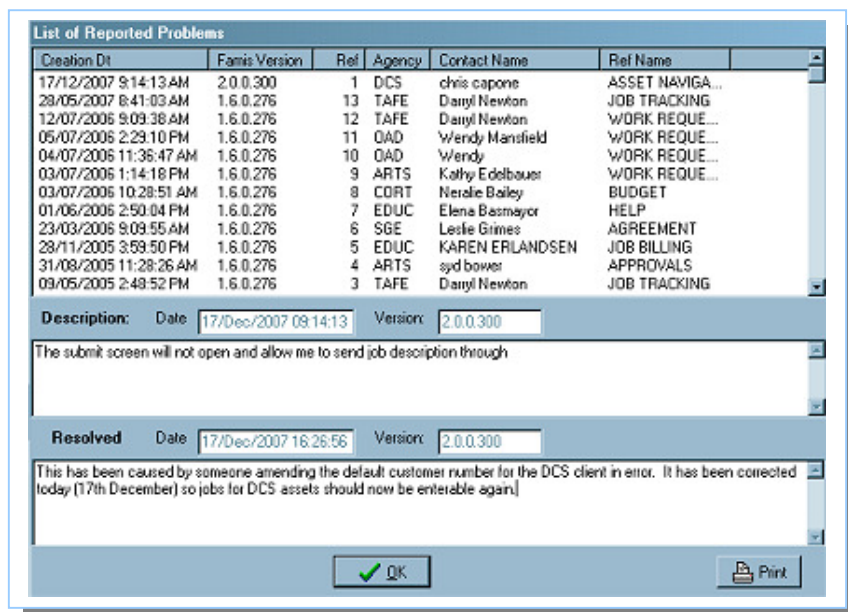 List of Reported Problems
Creation Dt Famis Version Ref Agency Contact Name Ref Name
17/12/2007 9:14:13 AM 2.0.0.300 1 DCS chris capone ASSET NAVIGA...
28/05/2007 8:41:03 AM 1.6.0.276 13 TAFE Darryl Newton JOB TRACKING
12/07/2006 9:09:38 AM 1.6.0.276 12 TAFE Darryl Newton WORK REQUE...
05/07/2006 2:29:10 PM 1.6.0.276 11 OAD Wendy Mansfield WORK REQUE...
04/07/2006 11:36:47 AM 1.6.0.276 10 OAD Wendy WORK REQUE...
03/07/2006 1:14:18 PM 1.6.0.276 9 ARTS Kathy Edelbauer WORK REQUE...
03/07/2006 10:28:51 AM 1.6.0.276 8 CORT Neralie Bailey BUDGET
01/06/2006 2:50:04 PM 1.6.0.276 7 EDUC Elena Basmayor HELP
23/03/2006 9:09:55 AM 1.6.0.276 6 SGE Leslie Grimes AGREEMENT
28/11/2005 3:59:50 PM 1.6.0.276 5 EDUC KAREN ERLANDSEN JOB BILLING
31/08/2005 11:28:26 AM 1.6.0.276 4 ARTS syd bower APPROVALS
09/05/2005 2:48:52 PM 1.6.0.276 3 TAFE Darryl Newton JOB TRACKING
Description: Date 17/Dec/2007 09:14:13 Version: 2.0.0.300
The submit screen will not open and allow me to send job description through
Resolved Date 17/Dec/2007 16:26:56 Version: 2.0.0.300
This has been caused by someone amending the default customer number for the DCS client in error. It has been corrected
today (17th December) so jobs for DCS assets should now be enterable again.
OK Print